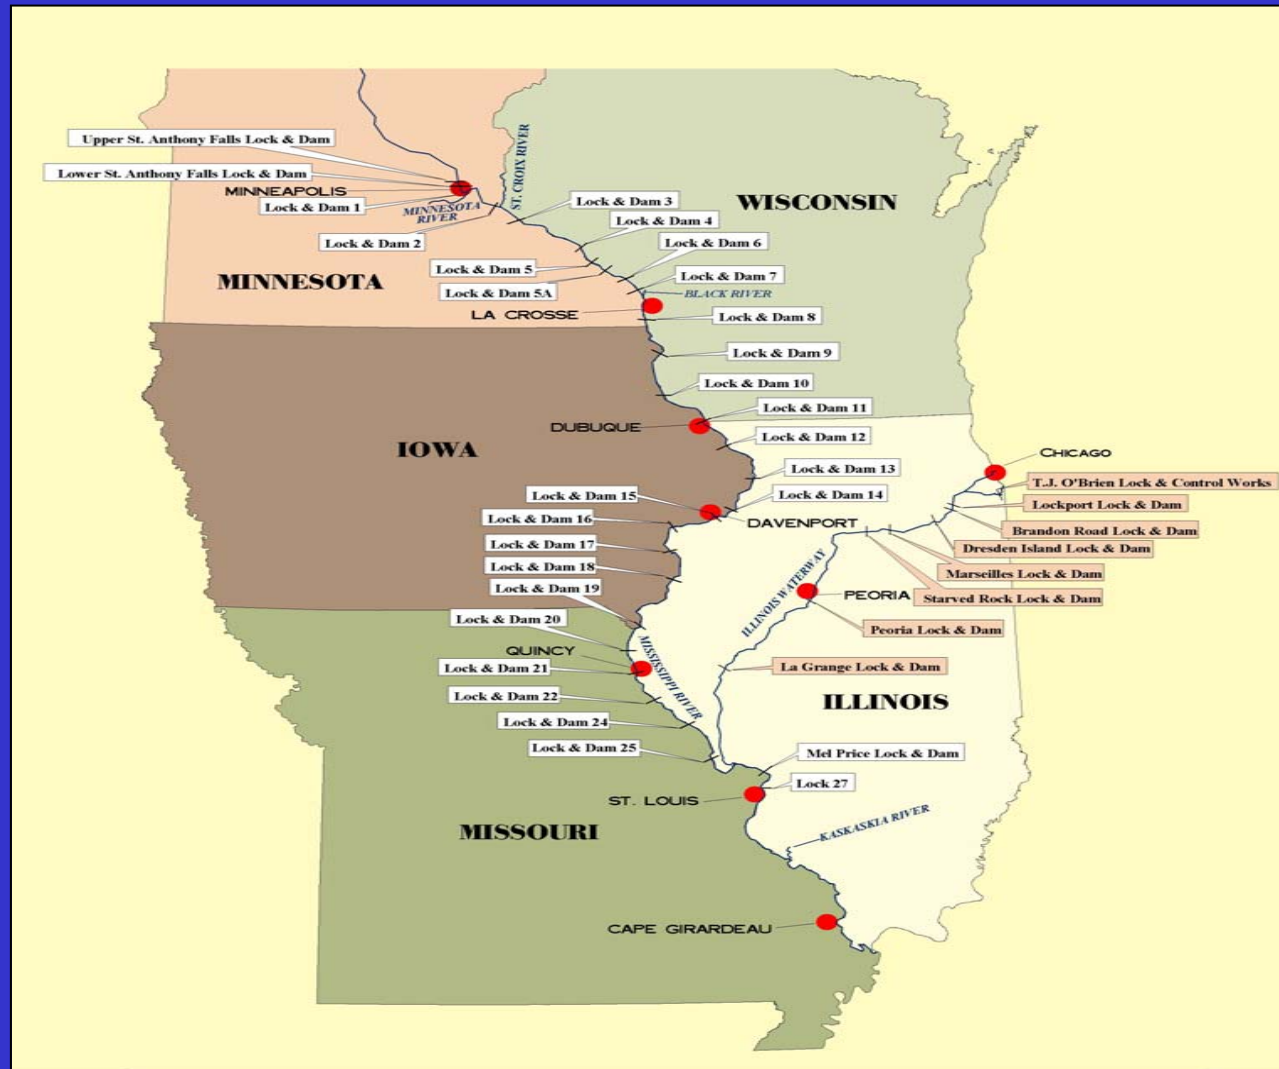 Upper St. Anthony Falls Lock & Dam
Lower St. Anthony Falls Lock & Dam
MINNEAPOLIS
Lock & Dam 1
MINNESOTA
RIVER
ST. CROIX RIVER
Lock & Dam 2
Lock & Dam 3
WISCONSIN
Lock & Dam 4
Lock & Dam 6
Lock & Dam 5
Lock & Dam 7
MINNESOTA
Lock & Dam 5A
BLACK RIVER
LA CROSSE
Lock & Dam 8
Lock & Dam 9
Lock & Dam 10
Lock & Dam 11
DUBUQUE
Lock & Dam 12
IOWA
CHICAGO
Lock & Dam 13
T.J. O'Brien Lock & Control Works
Lock & Dam 15
Lock & Dam 14
Lockport Lock & Dam
Lock & Dam 16
DAVENPORT
Brandon Road Lock & Dam
Lock & Dam 17
Dresden Island Lock & Dam
Lock & Dam 18
Marseilles Lock & Dam
Lock & Dam 19
ILLINOIS WATERWAY
PEORIA
Starved Rock Lock & Dam
Lock & Dam 20
Peoria Lock & Dam
QUINCY
MISSISSIPPI RIVER
Lock & Dam 21
La Grange Lock & Dam
Lock & Dam 22
ILLINOIS
Lock & Dam 24
Lock & Dam 25
Mel Price Lock & Dam
Lock 27
ST. LOUIS
MISSOURI
KASKASKIA RIVER
CAPE GIRARDEAU